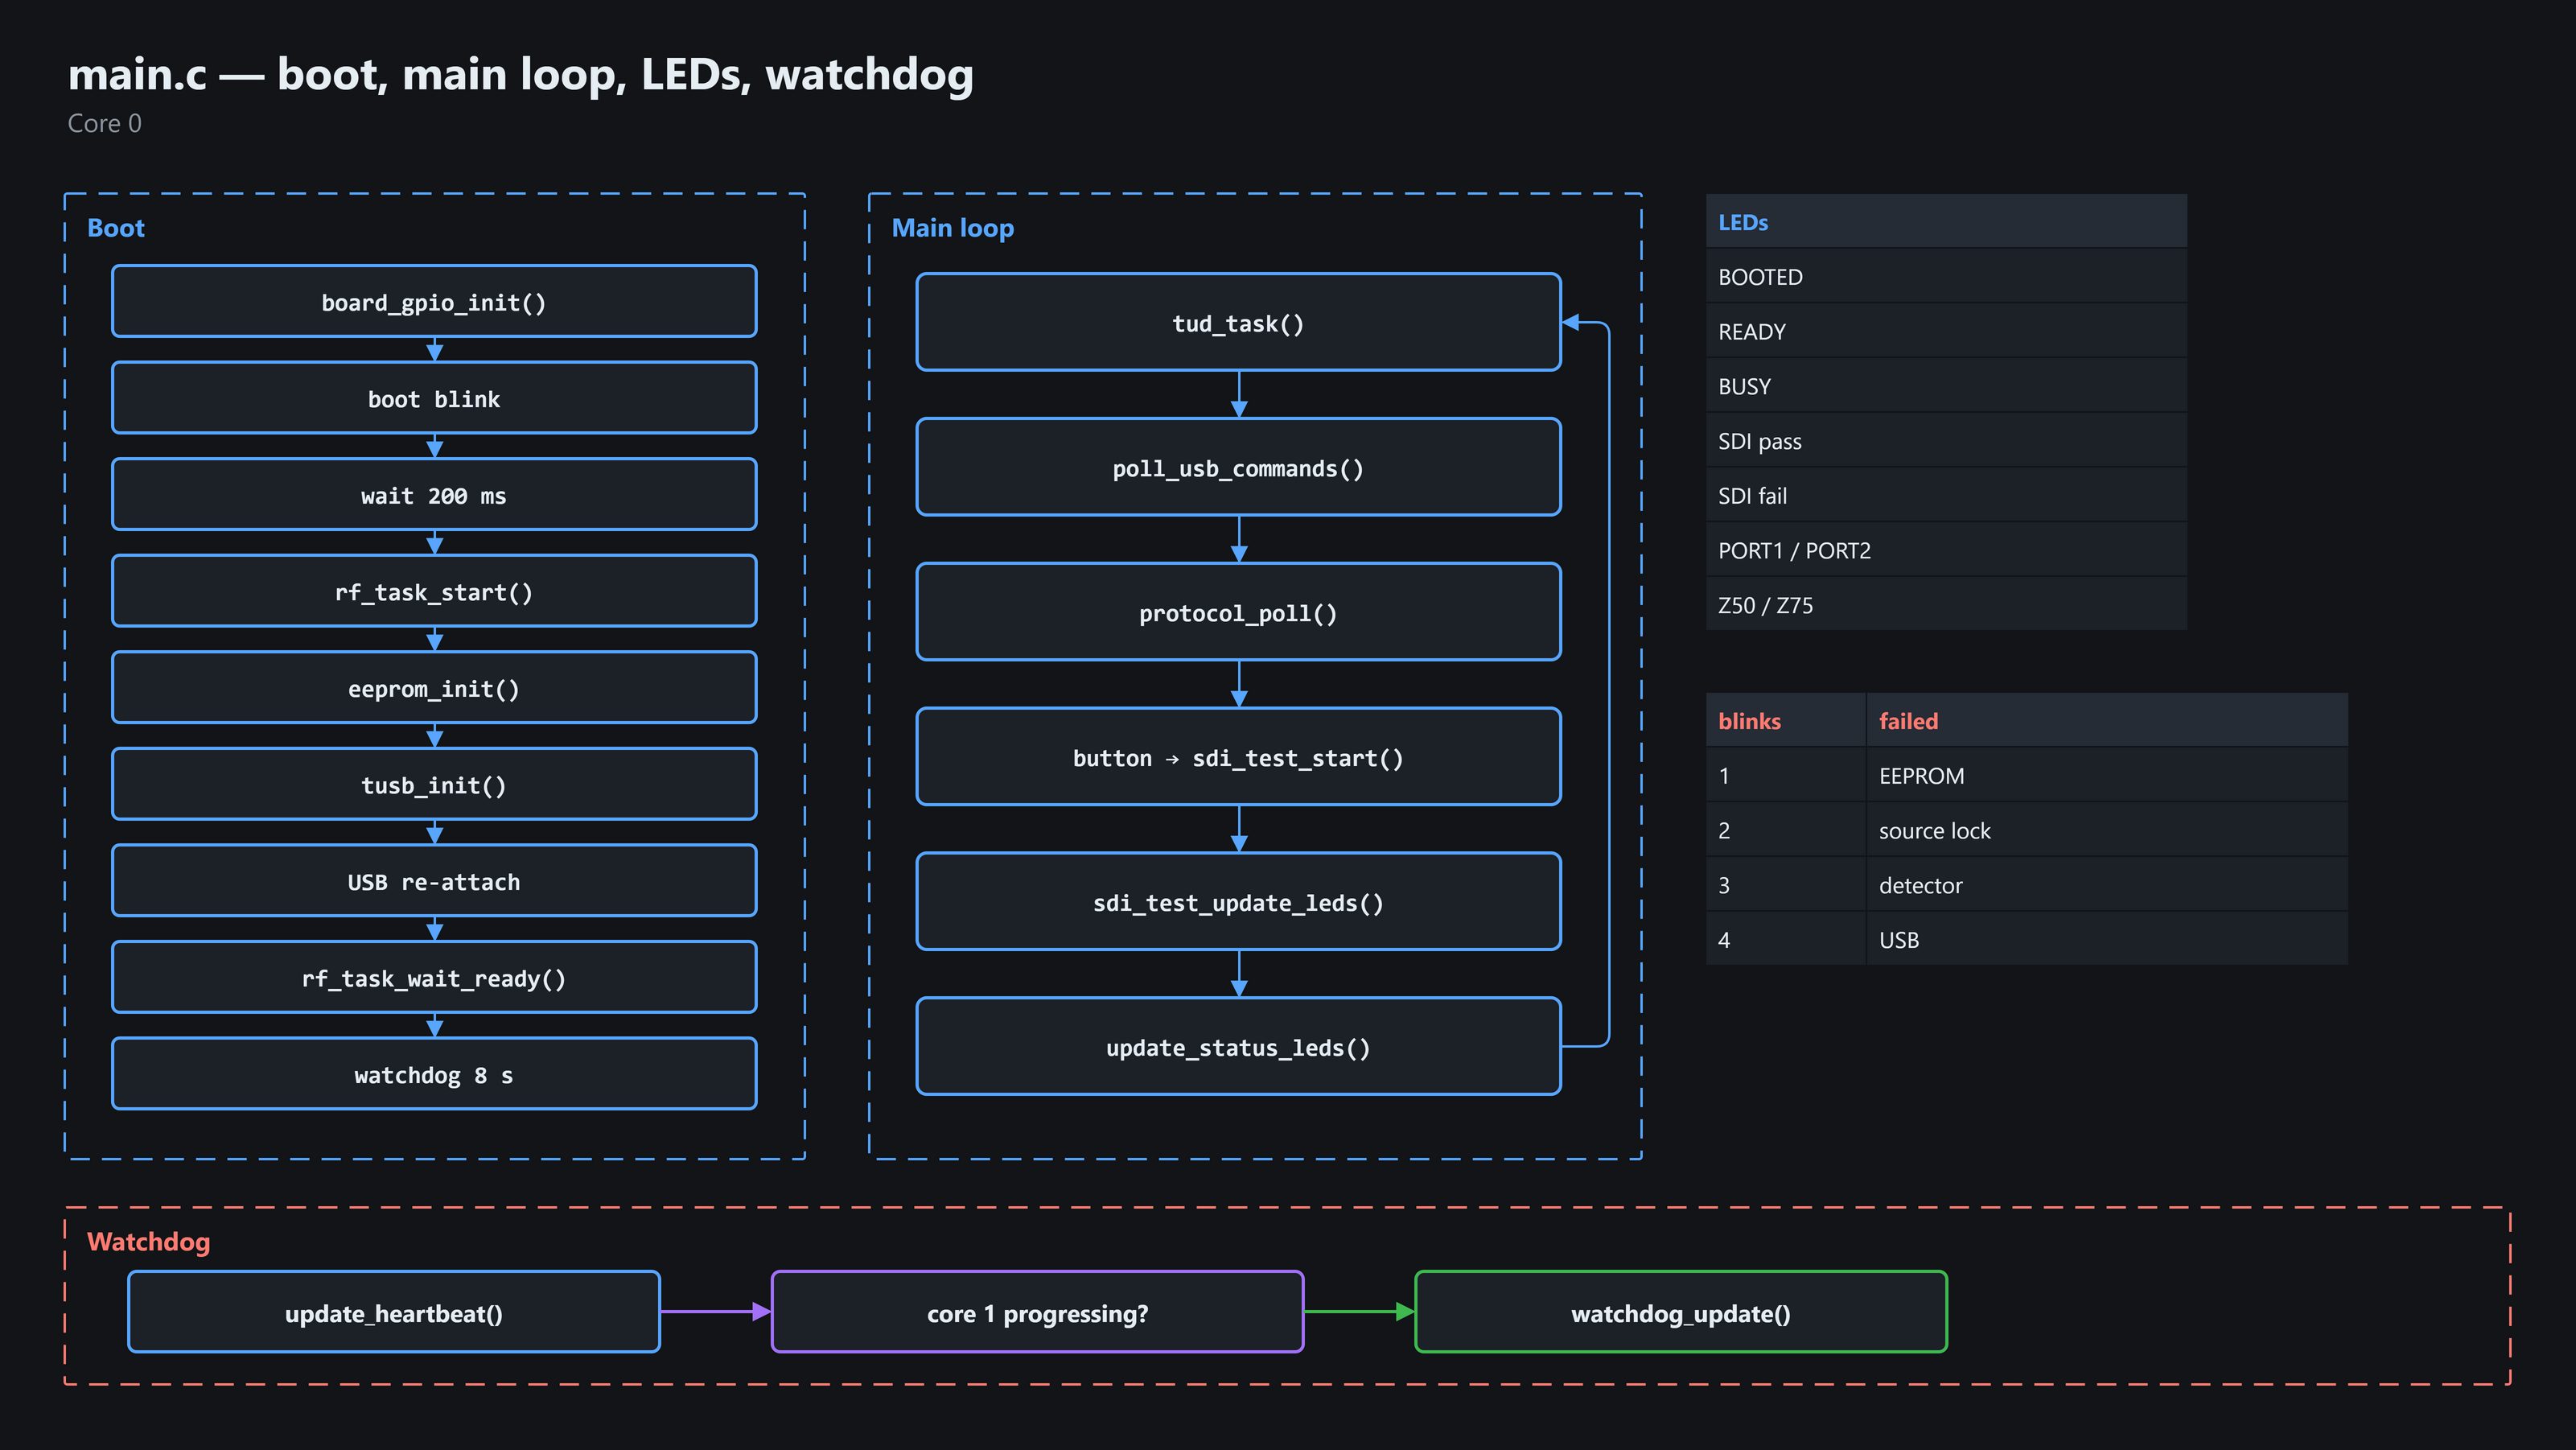 main.c — boot, main loop, LEDs, watchdog
Core 0
Boot
board_gpio_init()
boot blink
wait 200 ms
rf_task_start()
eeprom_init()
tusb_init()
USB re-attach
rf_task_wait_ready()
watchdog 8 s
Main loop
tud_task()
poll_usb_commands()
protocol_poll()
button → sdi_test_start()
sdi_test_update_leds()
update_status_leds()
LEDs
BOOTED
READY
BUSY
SDI pass
SDI fail
PORT1 / PORT2
Z50 / Z75
blinks failed
1 EEPROM
2 source lock
3 detector
4 USB
Watchdog
update_heartbeat()
core 1 progressing?
watchdog_update()